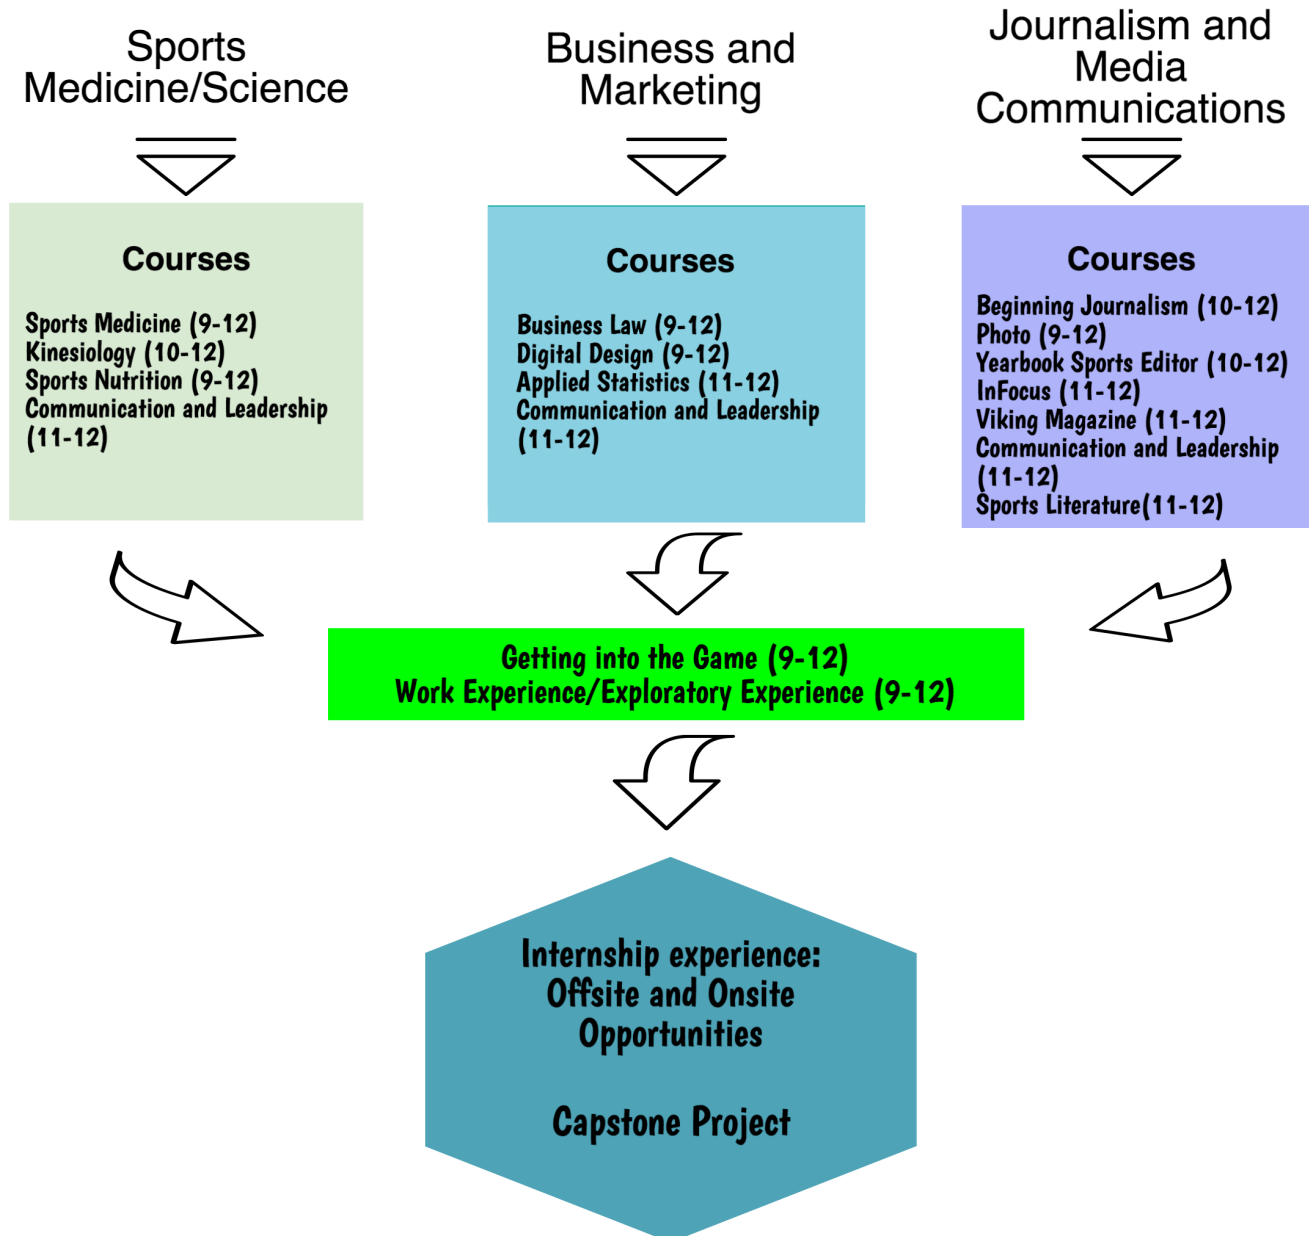 Sports
Medicine/Science
Business and
Marketing
Journalism and
Media
Communications
Courses
Sports Medicine (9-12)
Kinesiology (10-12)
Sports Nutrition (9-12)
Communication and Leadership
(11-12)
Courses
Business Law (9-12)
Digital Design (9-12)
Applied Statistics (11-12)
Communication and Leadership
(11-12)
Courses
Beginning Journalism (10-12)
Photo (9-12)
Yearbook Sports Editor (10-12)
InFocus (11-12)
Viking Magazine (11-12)
Communication and Leadership
(11-12)
Sports Literature(11-12)
Getting into the Game (9-12)
Work Experience/Exploratory Experience (9-12)
Internship experience:
Offsite and Onsite
Opportunities
Capstone Project